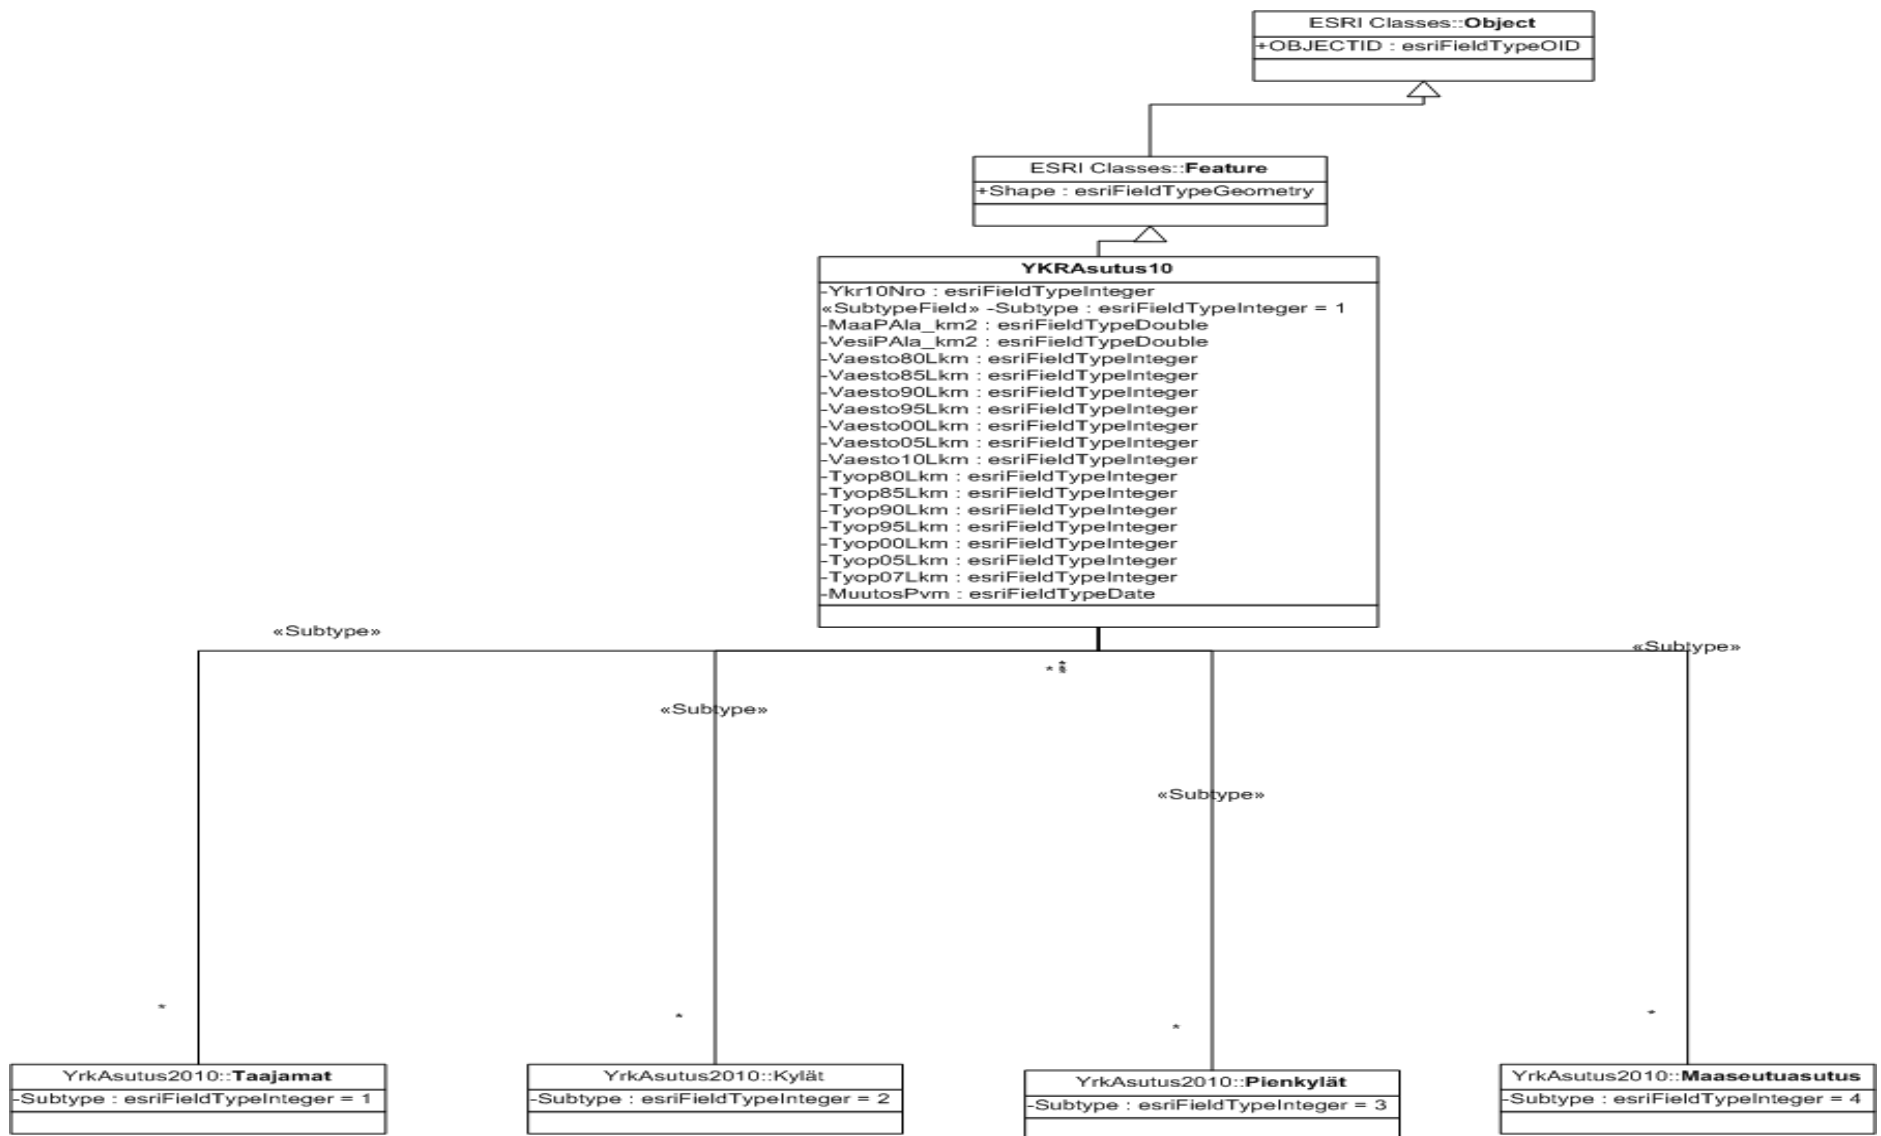 ESRI Classes::Object
+OBJECTID : esriFieldTypeOID
ESRI Classes::Feature
+Shape : esriFieldTypeGeometry
YKRAsutus10
-Ykr10Nro : esriFieldTypeInteger
«SubtypeField» -Subtype : esriFieldTypeInteger = 1
-MaaPAla_km2 : esriFieldTypeDouble
-VesiPAla_km2 : esriFieldTypeDouble
-Vaesto80Lkm : esriFieldTypeInteger
-Vaesto85Lkm : esriFieldTypeInteger
-Vaesto90Lkm : esriFieldTypeInteger
-Vaesto95Lkm : esriFieldTypeInteger
-Vaesto00Lkm : esriFieldTypeInteger
-Vaesto05Lkm : esriFieldTypeInteger
-Vaesto10Lkm : esriFieldTypeInteger
-Tyop80Lkm : esriFieldTypeInteger
-Tyop85Lkm : esriFieldTypeInteger
-Tyop90Lkm : esriFieldTypeInteger
-Tyop95Lkm : esriFieldTypeInteger
-Tyop00Lkm : esriFieldTypeInteger
-Tyop05Lkm : esriFieldTypeInteger
-Tyop07Lkm : esriFieldTypeInteger
-MuutosPvm : esriFieldTypeDate
«Subtype»
«Subtype»
*
«Subtype»
«Subtype»
*
*
*
*
YrkAsutus2010::Taajamat
-Subtype : esriFieldTypeInteger = 1
YrkAsutus2010::Kylät
-Subtype : esriFieldTypeInteger = 2
YrkAsutus2010::Pienkylät
-Subtype : esriFieldTypeInteger = 3
YrkAsutus2010::Maaseutuasutus
-Subtype : esriFieldTypeInteger = 4